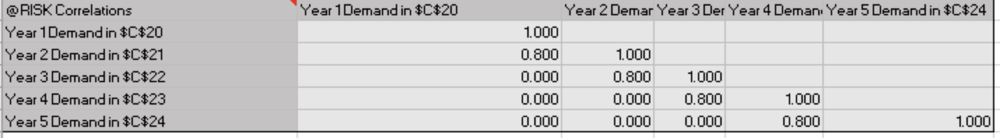 @RISK Correlations Year 1 Demand in $C$20 Year 2 Demar Year 3 Der Year 4 Deman Year 5 Demand in $C$24
Year 1 Demand in $C$20 1.000
Year 2 Demand in $C$21 0.800 1.000
Year 3 Demand in $C$22 0.000 0.800 1.000
Year 4 Demand in $C$23 0.000 0.000 0.800 1.000
Year 5 Demand in $C$24 0.000 0.000 0.000 0.800 1.000